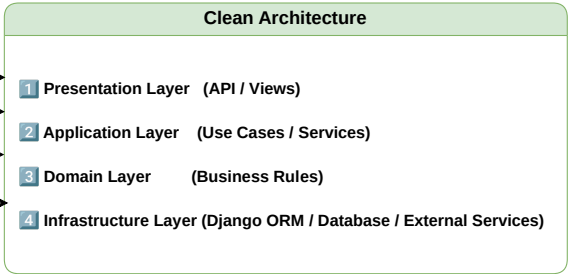 Clean Architecture
1️⃣ Presentation Layer (API / Views)
2️⃣ Application Layer (Use Cases / Services)
3️⃣ Domain Layer (Business Rules)
4️⃣ Infrastructure Layer (Django ORM / Database / External Services)